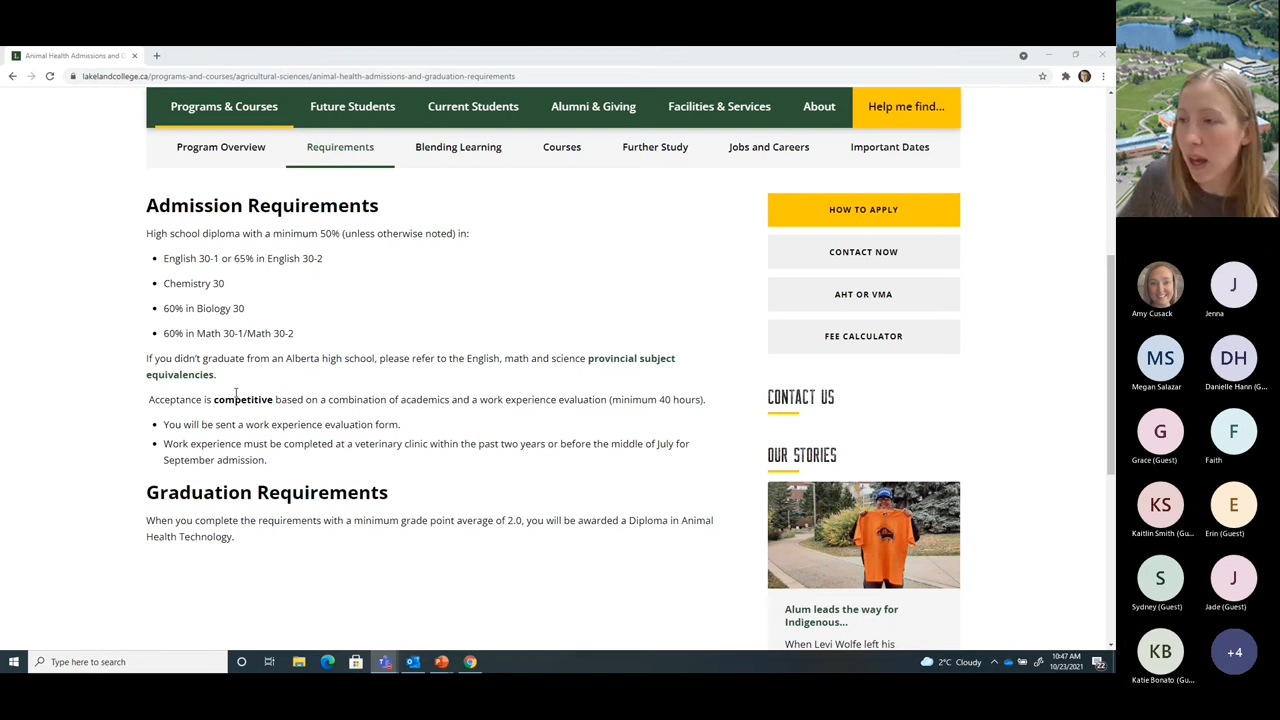 Animal Health Admissions and G
lakelandcollege.ca/programs-and-courses/agricultural-sciences/animal-health-admissions-and-graduation-requirements
Programs & Courses
Future Students
Current Students
Alumni & Giving
Facilities & Services
About
Help me find...
Program Overview
Requirements
Blending Learning
Courses
Further Study
Jobs and Careers
Important Dates
Admission Requirements
High school diploma with a minimum 50% (unless otherwise noted) in:
English 30-1 or 65% in English 30-2
Chemistry 30
60% in Biology 30
60% in Math 30-1/Math 30-2
If you didn't graduate from an Alberta high school, please refer to the English, math and science provincial subject
equivalencies.
Acceptance is competitive based on a combination of academics and a work experience evaluation (minimum 40 hours).
You will be sent a work experience evaluation form.
Work experience must be completed at a veterinary clinic within the past two years or before the middle of July for
September admission.
Graduation Requirements
When you complete the requirements with a minimum grade point average of 2.0, you will be awarded a Diploma in Animal
Health Technology.
HOW TO APPLY
CONTACT NOW
AHT OR VMA
FEE CALCULATOR
CONTACT US
OUR STORIES
Alum leads the way for
Indigenous...
When Levi Wolfe left his
Amy Cusack
J
Jenna
MS
Megan Salazar
DH
Danielle Hann (G...
G
Grace (Guest)
F
Faith
KS
Kaitlin Smith (Gu...
E
Erin (Guest)
S
Sydney (Guest)
J
Jade (Guest)
KB
Katie Bonato (Gu...
+4
Type here to search
2°C Cloudy
10:47 AM
10/23/2021
22